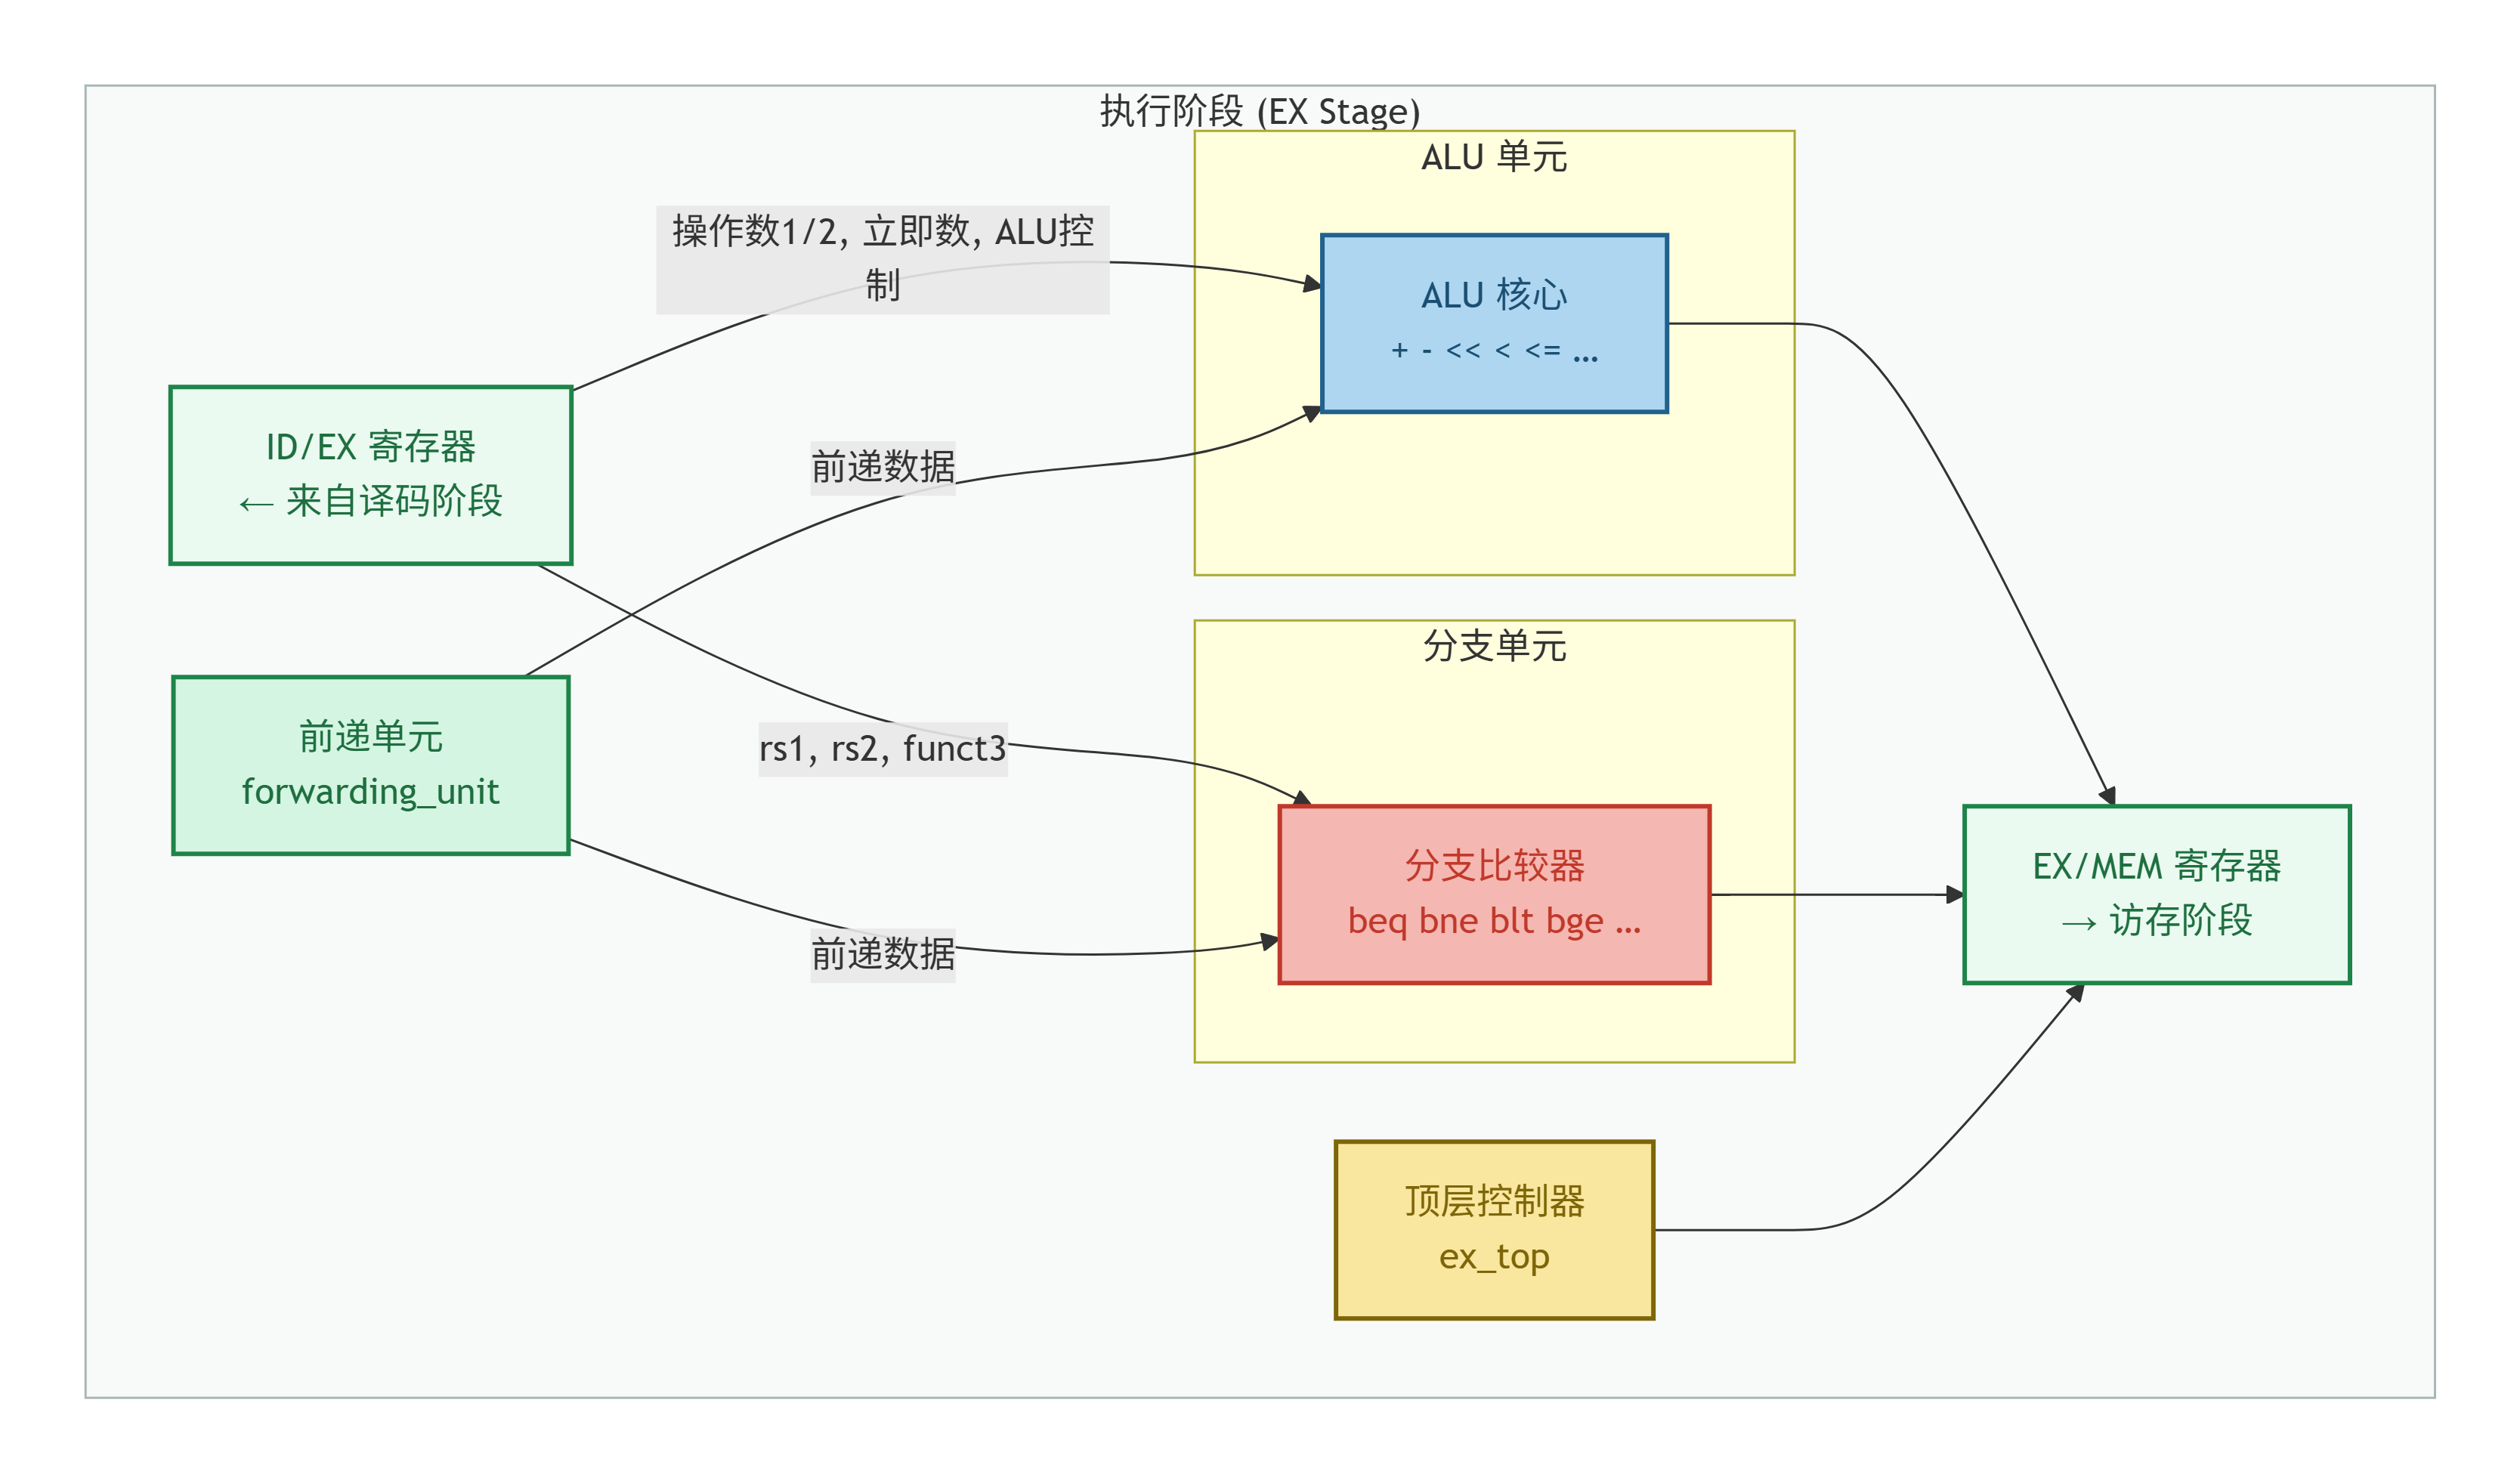 执行阶段 (EX Stage)
ALU 单元
操作数1/2, 立即数, ALU控
制
ALU 核心
+ - << < <= ...
ID/EX 寄存器
← 来自译码阶段
前递数据
分支单元
前递单元
forwarding_unit
rs1, rs2, funct3
分支比较器
beq bne blt bge ...
EX/MEM 寄存器
→ 访存阶段
前递数据
顶层控制器
ex_top